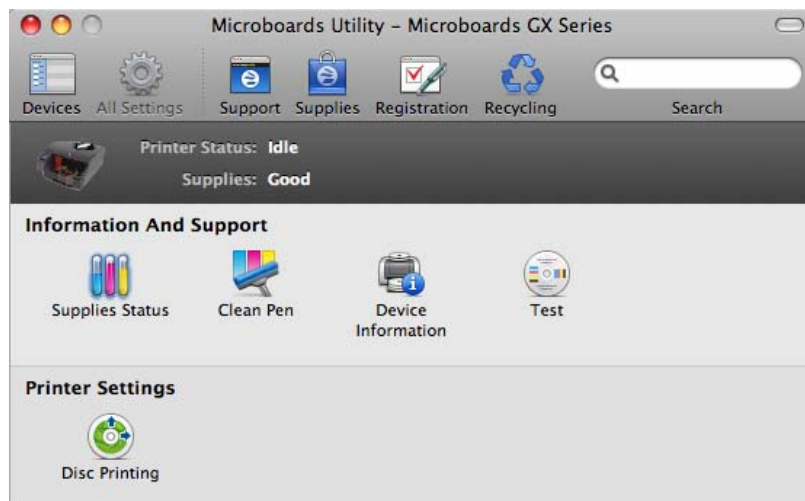 Microboards Utility – Microboards GX Series
Devices All Settings Support Supplies Registration Recycling Search
Printer Status: Idle
Supplies: Good
Information And Support
Supplies Status Clean Pen Device Information Test
Printer Settings
Disc Printing